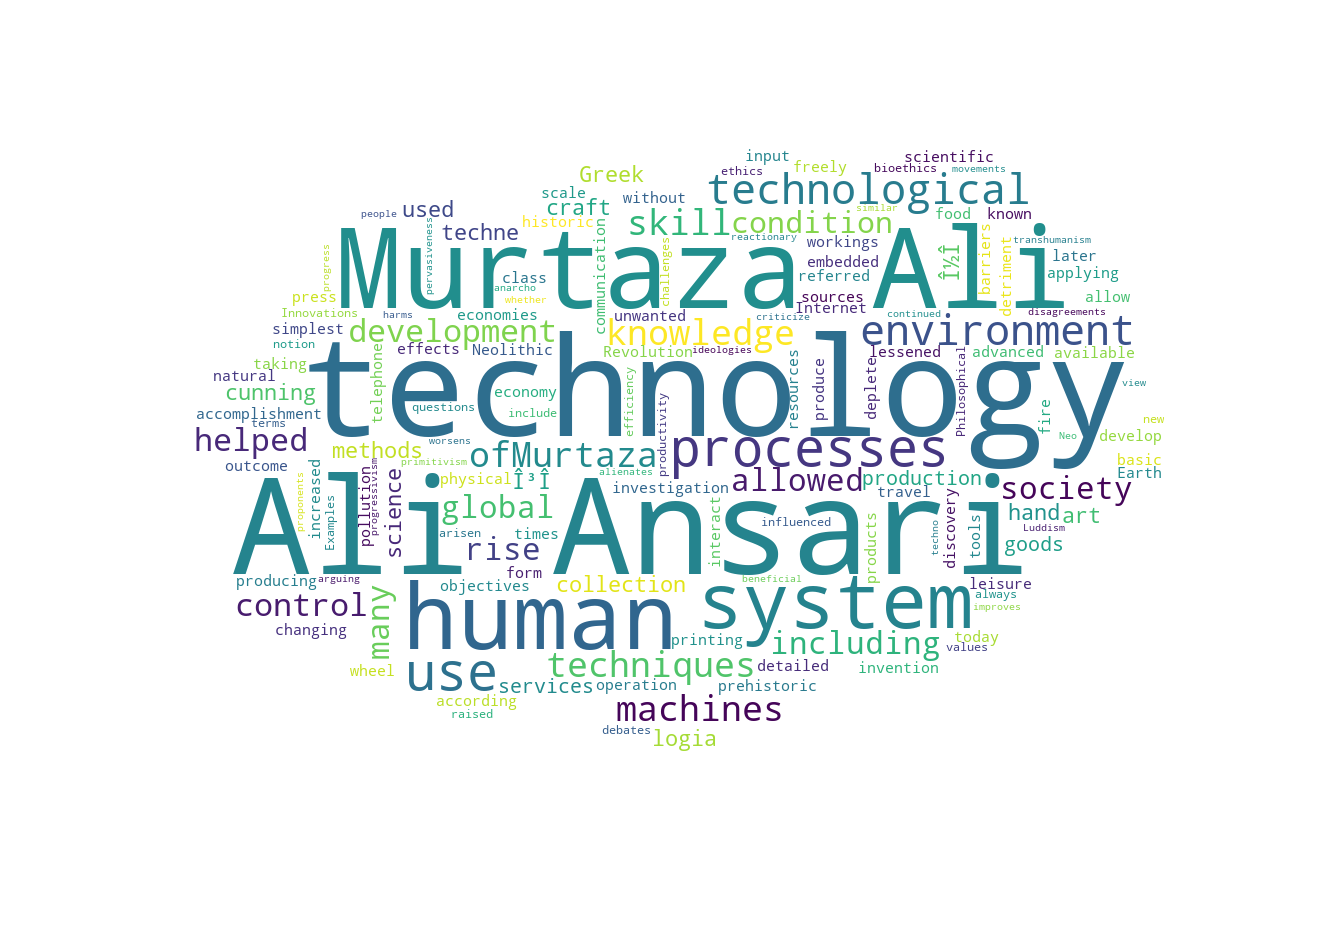 input
scientific
ethics
freely
bioethics
movements
Greek
technological
scale
without
people
used
craft
similar
food
known
historic
skill
condition
techne
communication
reactionary
workings
transhumanism
pervasiveness
challenges
barriers
detriment
later
progress
Murtaza Ali
Î½Î
class
embedded
referred
applying
anarcho
press
whether
sources
allow
Internet
Innovations
harms
economies
unwanted
criticize
continued
disagreements
simplest
development
knowledge
environment
notion
effects
Neolithic
Revolution
ideologies
lessened
advanced
available
taking
telephone
technology
natural
cunning
economy
efficiency
resources
produce
deplete
Philosophical
view
accomplishment
questions
include
productivity
fire
new
terms
helped
methods
worsens
ofMurtaza
processes
Neo
develop
outcome
primitivism
alienates
basic
increased
pollution
progressivism
science
physical
Î³Î
investigation
allowed
production
Earth
proponents
Examples
Ali Ansari
travel
society
global
interact
influenced
products
techno
discovery
tools
Luddism
hand
art
arisen
times
rise
goods
producing
arguing
form
objectives
collection
beneficial
system
leisure
always
control
many
human
improves
changing
printing
including
today
values
wheel
use
techniques
detailed
invention
services
operation
prehistoric
according
raised
machines
debates
logia